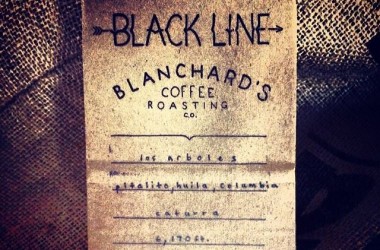 BLACK LINE
BLANCHARD'S
COFFEE
ROASTING
CO.
los arboles
pitalito, huila, colombia
caturra